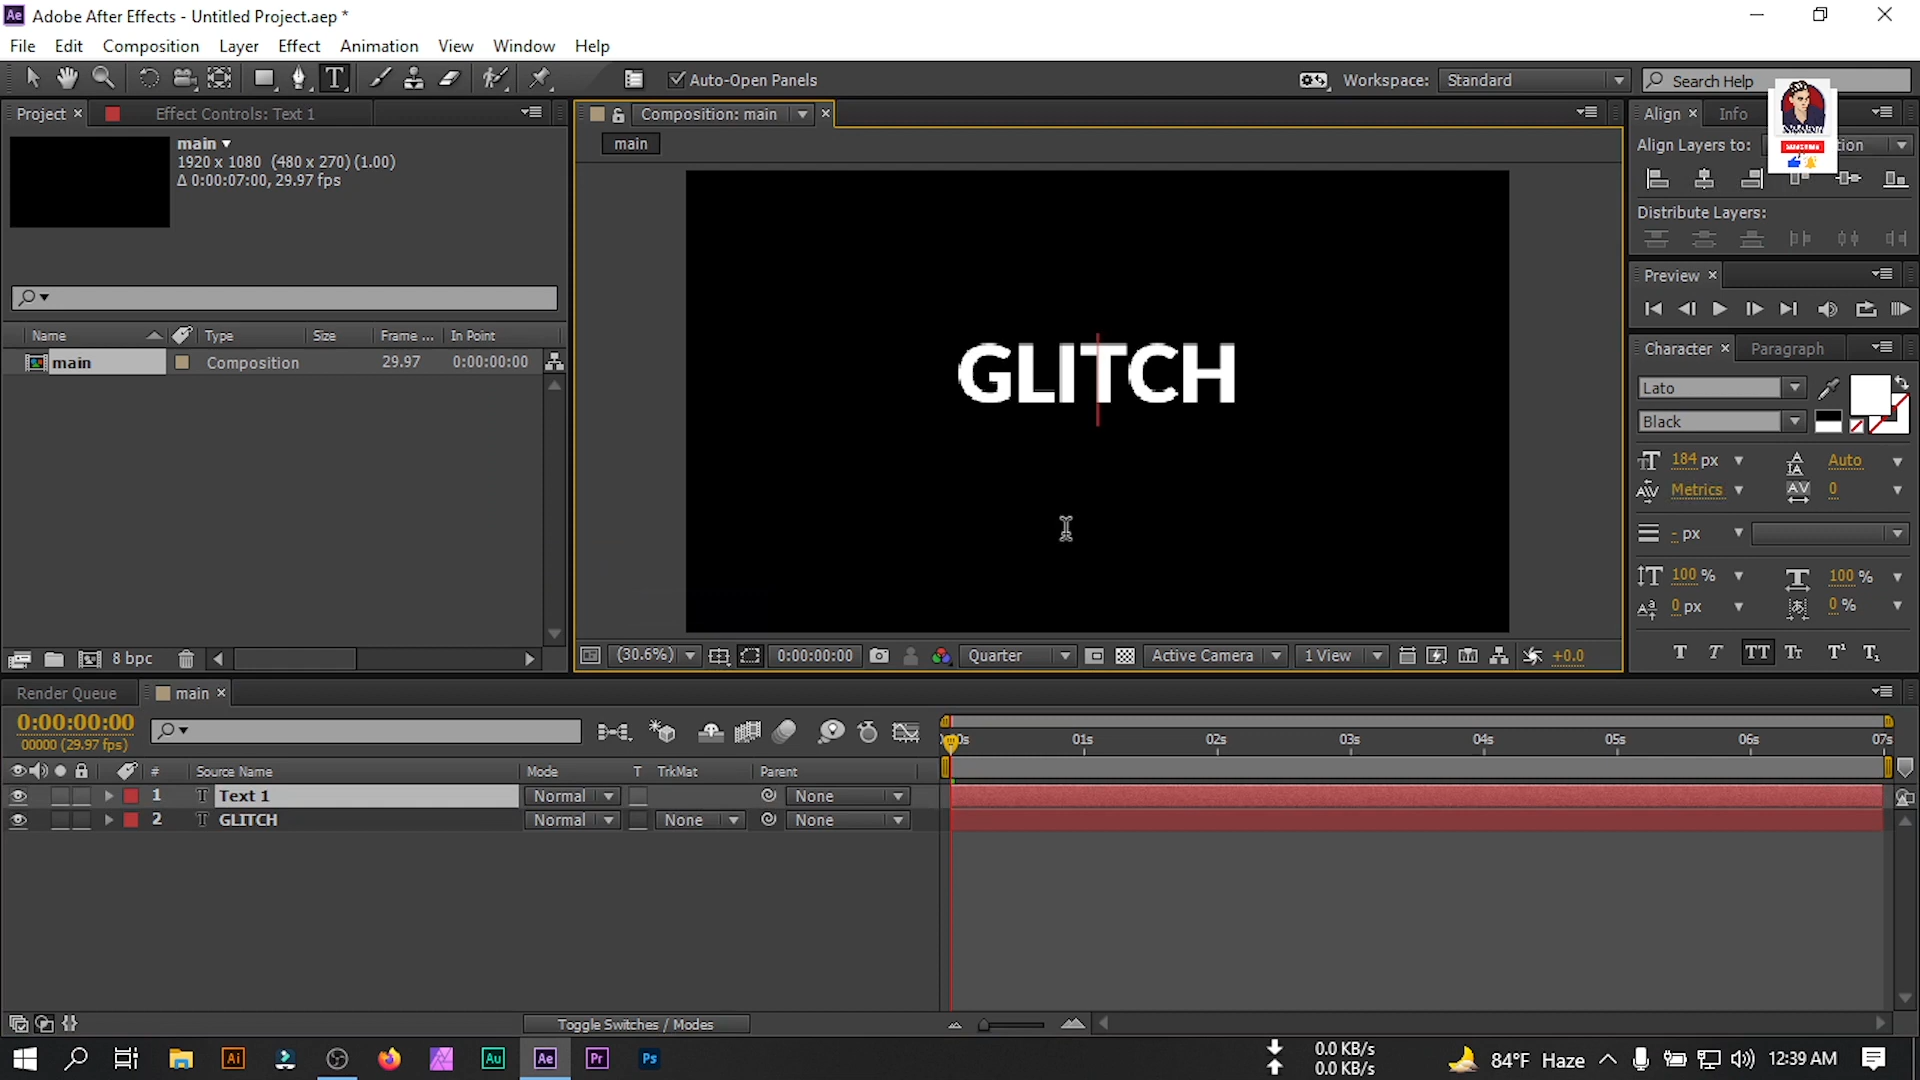 Adobe After Effects - Untitled Project.aep *
File Edit Composition Layer Effect Animation View Window Help
Auto-Open Panels
Workspace: Standard
Search Help
Project Effect Controls: Text 1
Composition: main
main
Align Info
Align Layers to:
Distribute Layers:
main
1920 x 1080 (480 x 270) (1.00)
Δ 0:00:07:00, 29.97 fps
Name Type Size Frame ... In Point
main Composition 29.97 0:00:00:00
8 bpc
GLITCH
(30.6%) 0:00:00:00 Quarter Active Camera 1 View +0.0
Preview
Character Paragraph
Lato
Black
184 px Auto
Metrics 0
- px
100 % 100 %
0 px 0 %
Render Queue main
0:00:00:00
00000 (29.97 fps)
01s 02s 03s 04s 05s 06s 07s
# Source Name Mode T TrkMat Parent
1 T Text 1 Normal None
2 T GLITCH Normal None None
Toggle Switches / Modes
Ai Au Ae Pr Ps
0.0 KB/s
0.0 KB/s
84°F Haze 12:39 AM